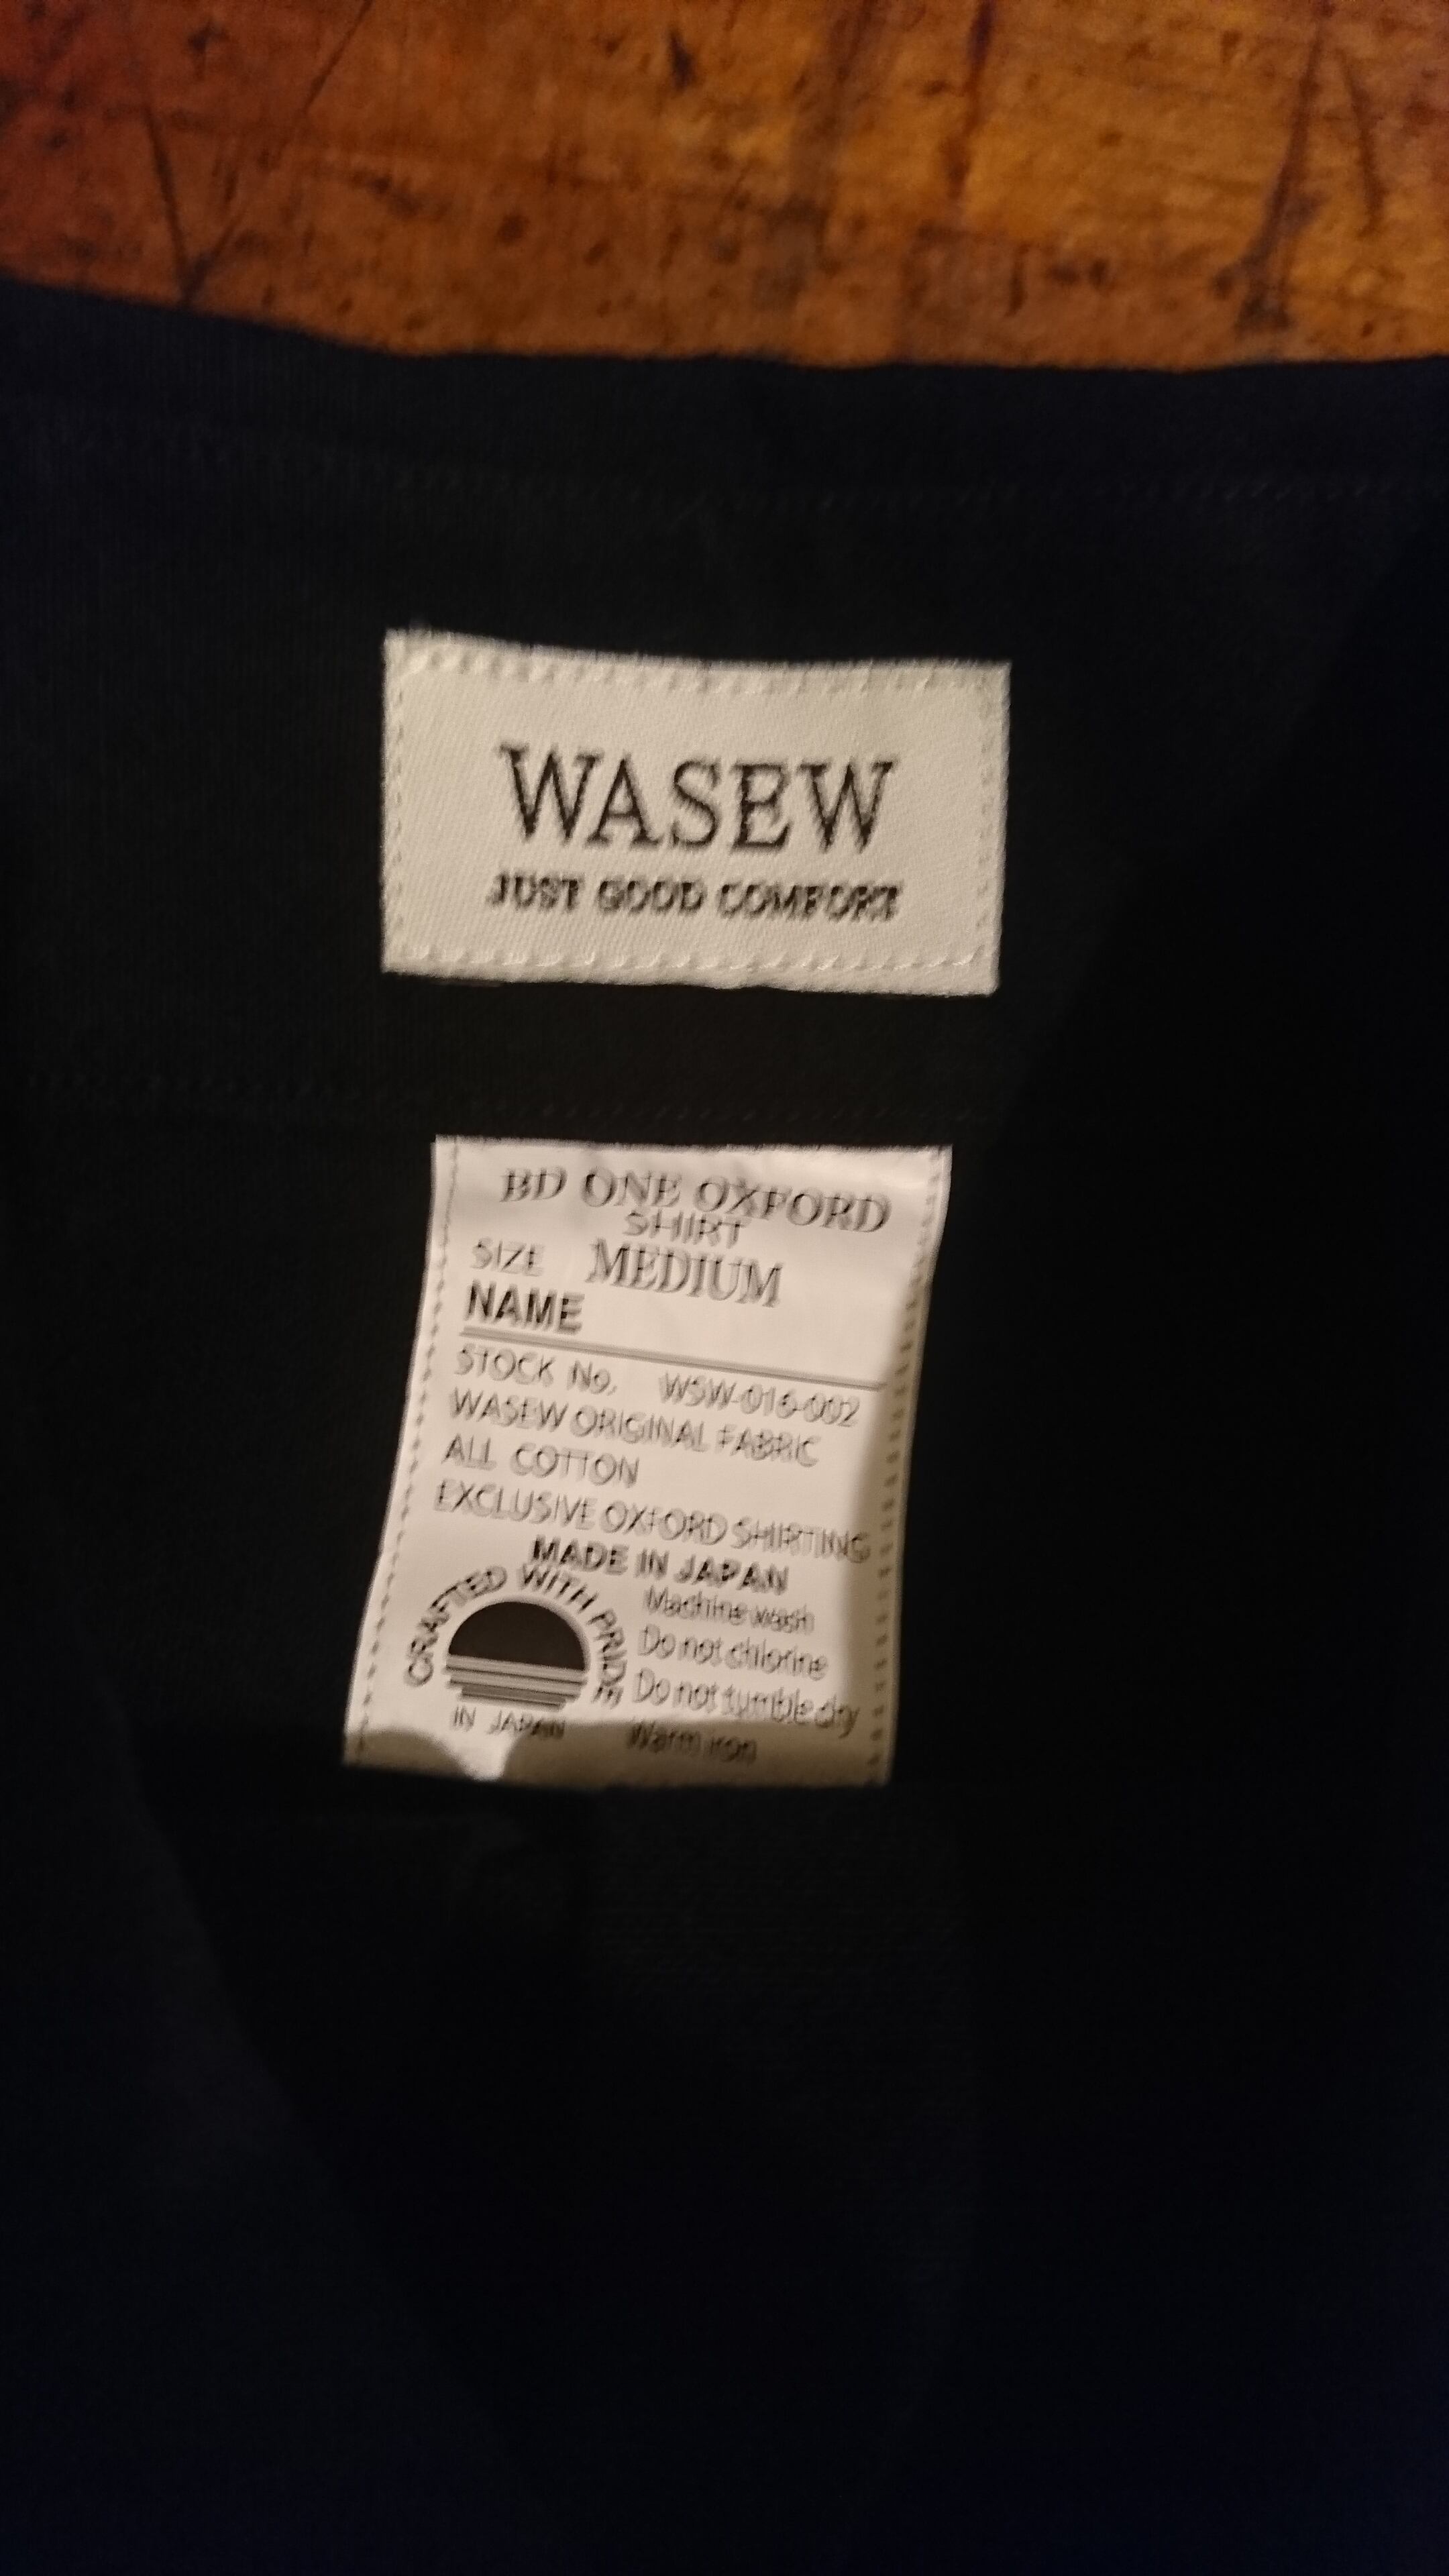 WASEW
JUST GOOD COMFORT
BD ONE OXFORD
SHIRT
SIZE MEDIUM
NAME
STOCK No. WSW-016-002
WASEW ORIGINAL FABRIC
ALL COTTON
EXCLUSIVE OXFORD SHIRTING
MADE IN JAPAN
CRAFTED WITH PRIDE
IN JAPAN
Machine wash
Do not chlorine
Do not tumble dry
Warm iron